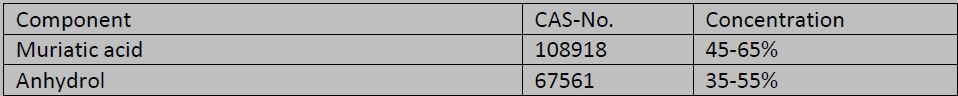 Component CAS-No. Concentration
Muriatic acid 108918 45-65%
Anhydrol 67561 35-55%